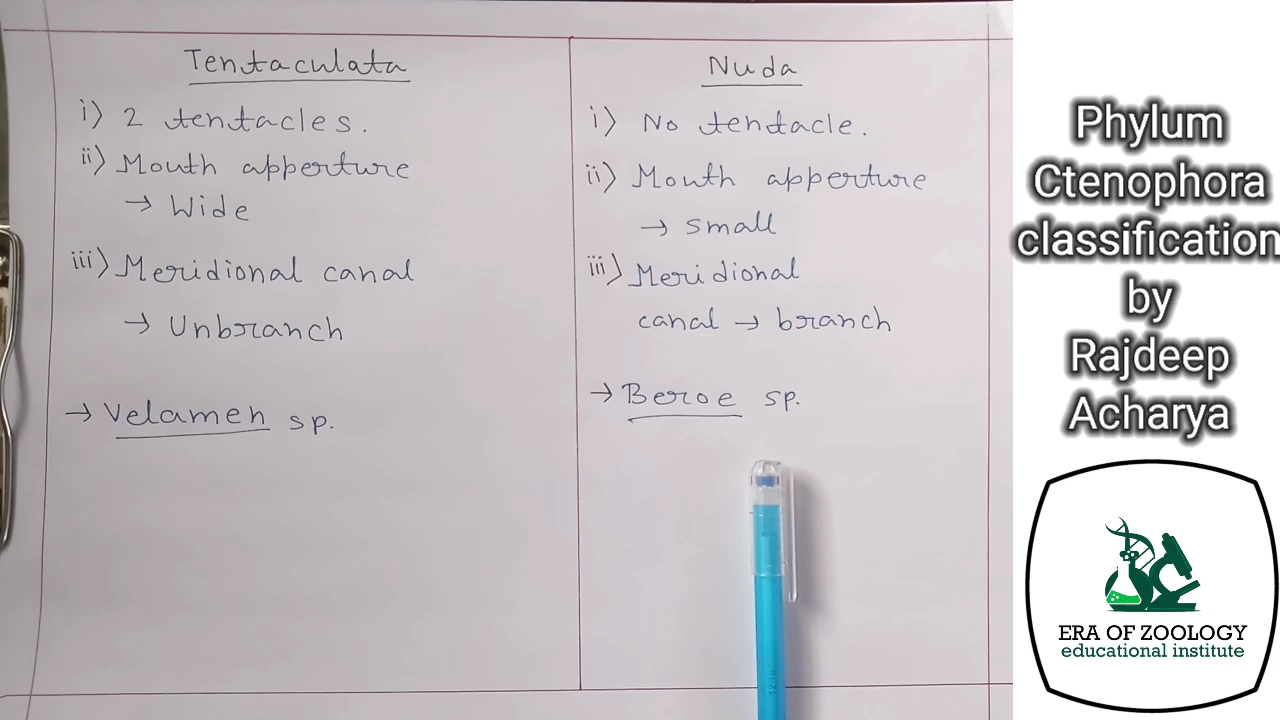 Tentaculata
i) 2 tentacles.
ii) Mouth apperture
→ Wide
iii) Meridional canal
→ Unbranch
→ Velamen sp.
Nuda
i) No tentacle.
ii) Mouth apperture
→ small
iii) Meridional
canal → branch
→ Beroe sp.
Phylum
Ctenophora
classification
by
Rajdeep
Acharya
ERA OF ZOOLOGY
educational institute